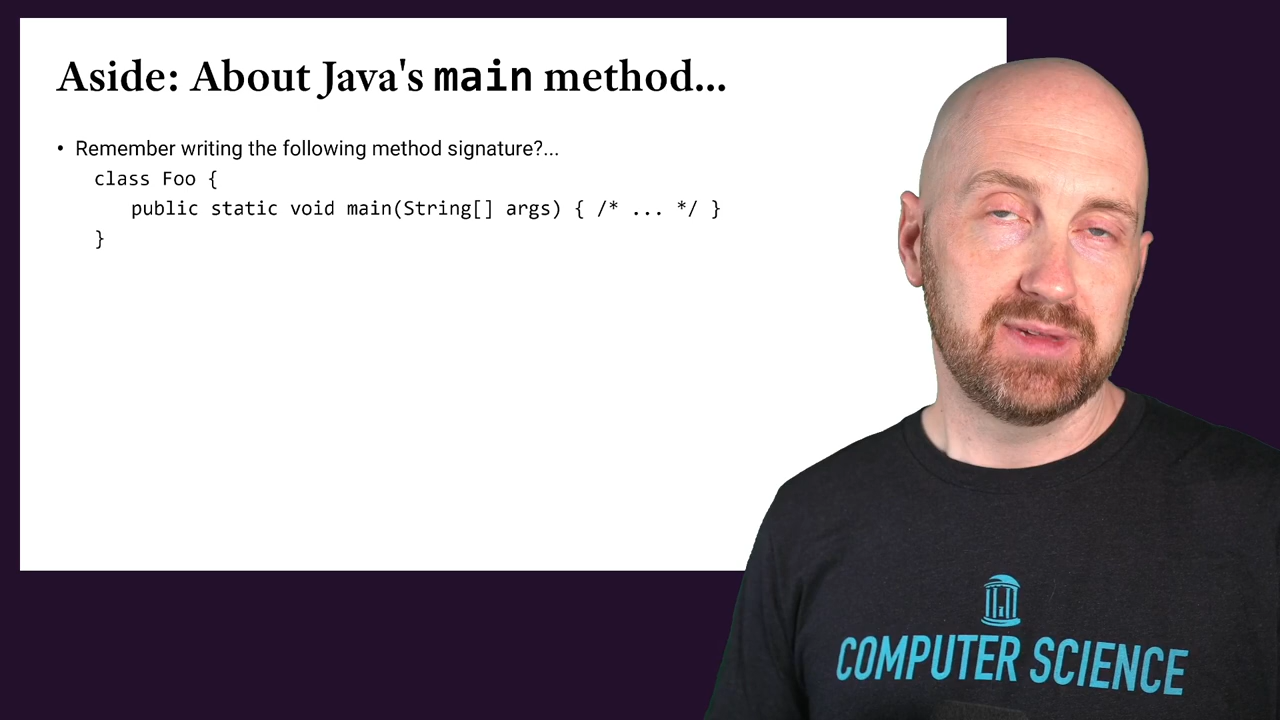 Aside: About Java's main method...
• Remember writing the following method signature?...
class Foo {
public static void main(String[] args) { /* ... */ }
}
COMPUTER SCIENCE